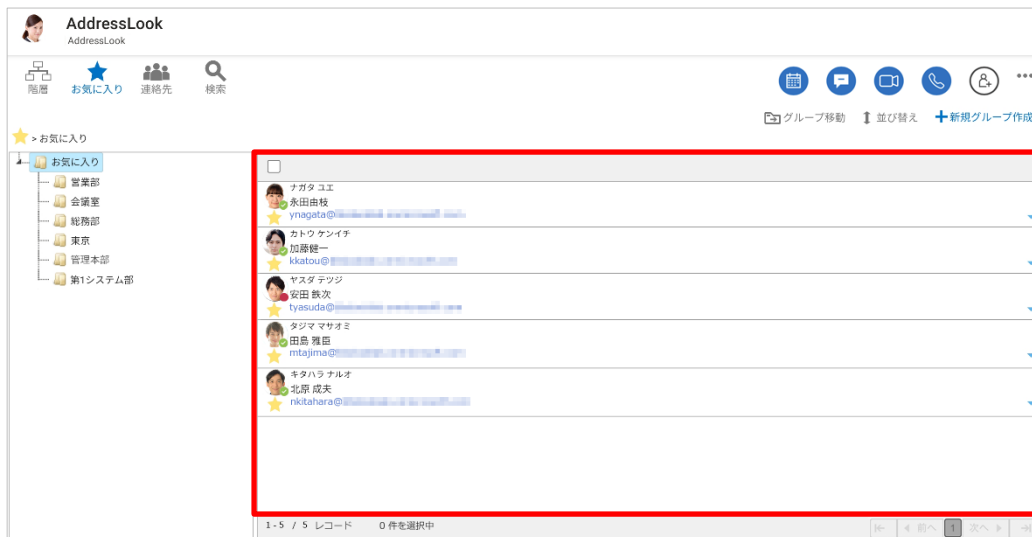 AddressLook
AddressLook
階層 お気に入り 連絡先 検索
グループ移動 並び替え 新規グループ作成
> お気に入り
お気に入り
営業部
会議室
総務部
東京
管理本部
第1システム部
ナガタ ユエ
永田由枝
ynagata@
カトウ ケンイチ
加藤健一
kkatou@
ヤスダ テツジ
安田 鉄次
tyasuda@
タジマ マサオミ
田島 雅臣
mtajima@
キタハラ ナルオ
北原 成夫
nkitahara@
1 - 5 / 5 レコード 0 件を選択中
前へ 1 次へ